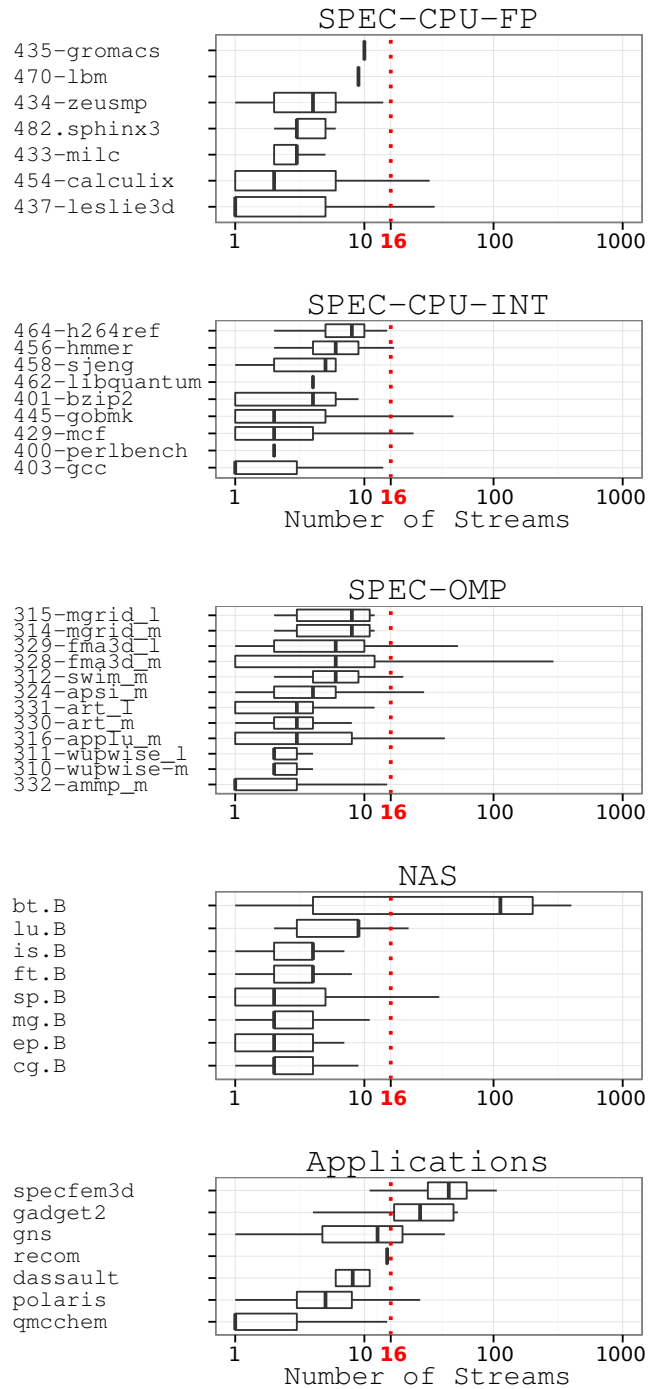 SPEC-CPU-FP
435-gromacs
470-lbm
434-zeusmp
482.sphinx3
433-milc
454-calculix
437-leslie3d
1 10 16 100 1000
SPEC-CPU-INT
464-h264ref
456-hmmer
458-sjeng
462-libquantum
401-bzip2
445-gobmk
429-mcf
400-perlbench
403-gcc
1 10 16 100 1000
Number of Streams
SPEC-OMP
315-mgrid_l
314-mgrid_m
329-fma3d_l
328-fma3d_m
312-swim_m
324-apsi_m
331-art_l
330-art_m
316-applu_m
311-wupwise_l
310-wupwise-m
332-ammp_m
1 10 16 100 1000
NAS
bt.B
lu.B
is.B
ft.B
sp.B
mg.B
ep.B
cg.B
1 10 16 100 1000
Applications
specfem3d
gadget2
gns
recom
dassault
polaris
qmcchem
1 10 16 100 1000
Number of Streams